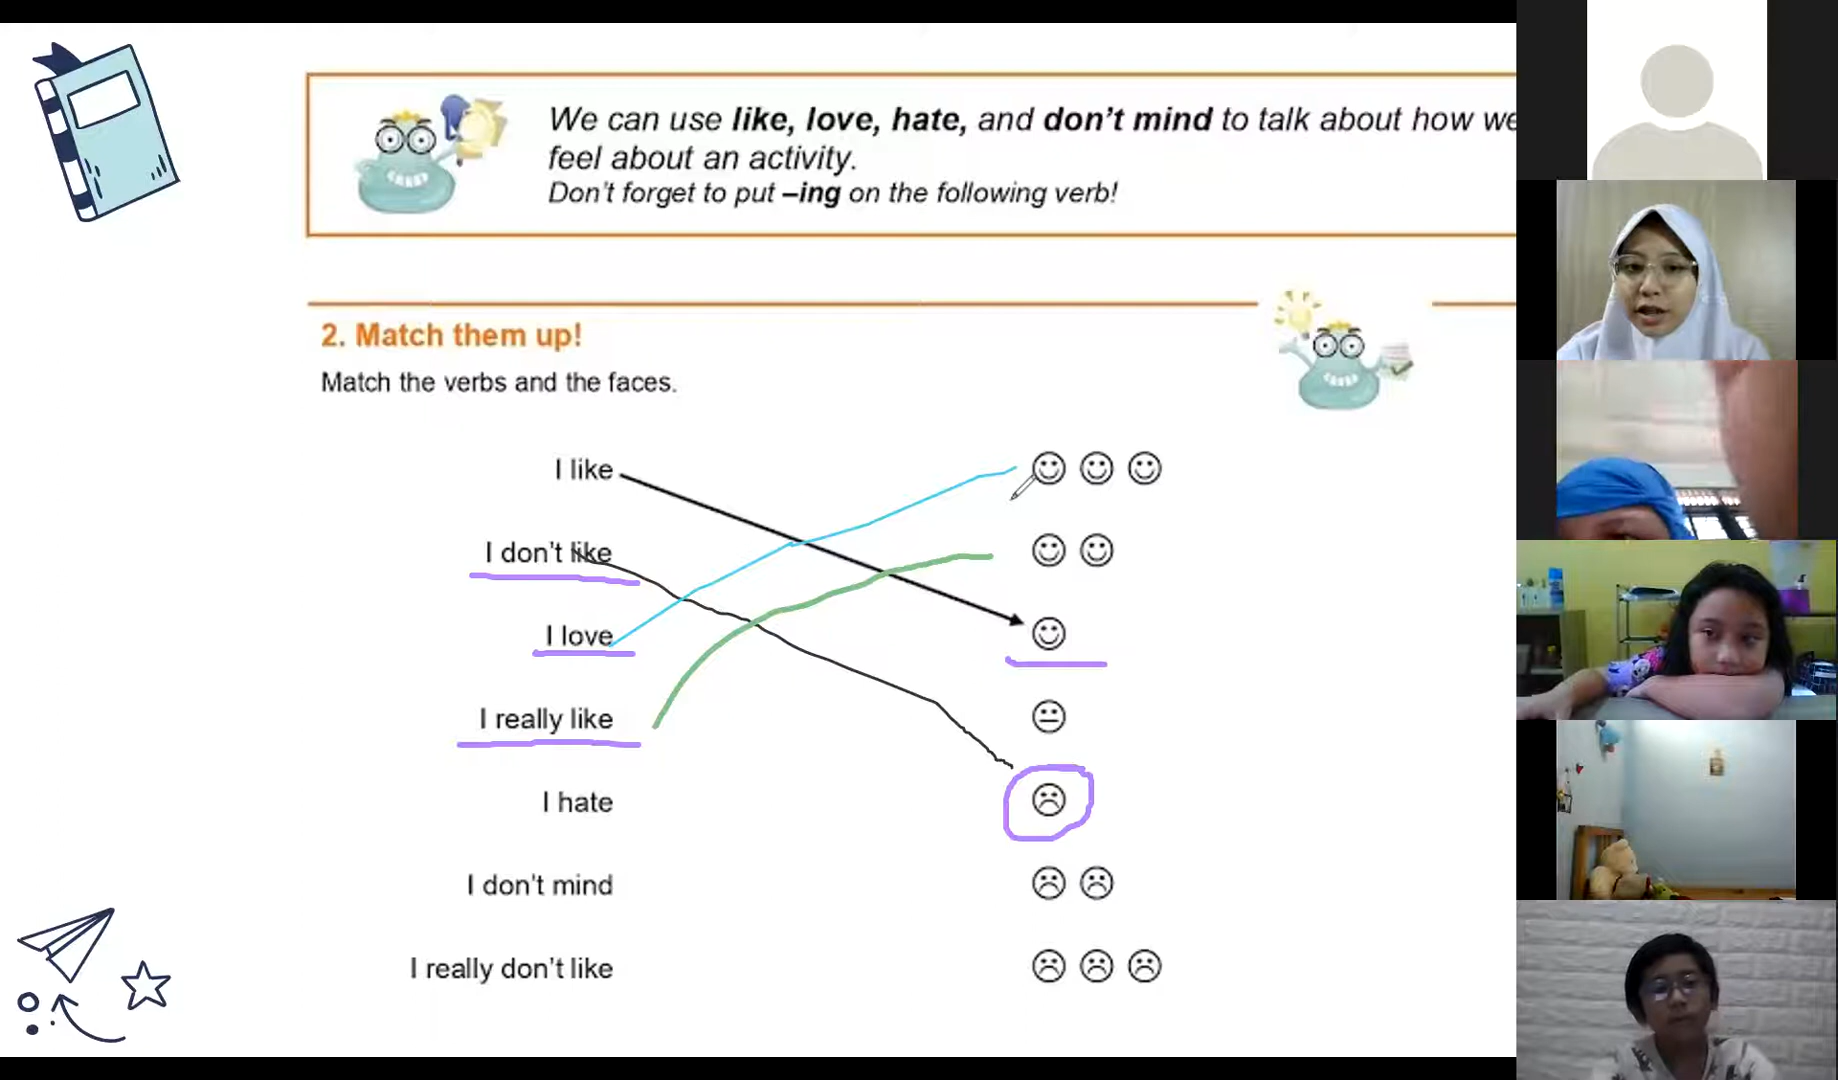 We can use like, love, hate, and don't mind to talk about how we
feel about an activity.
Don't forget to put –ing on the following verb!
2. Match them up!
Match the verbs and the faces.
I like
I don't like
I love
I really like
I hate
I don't mind
I really don't like